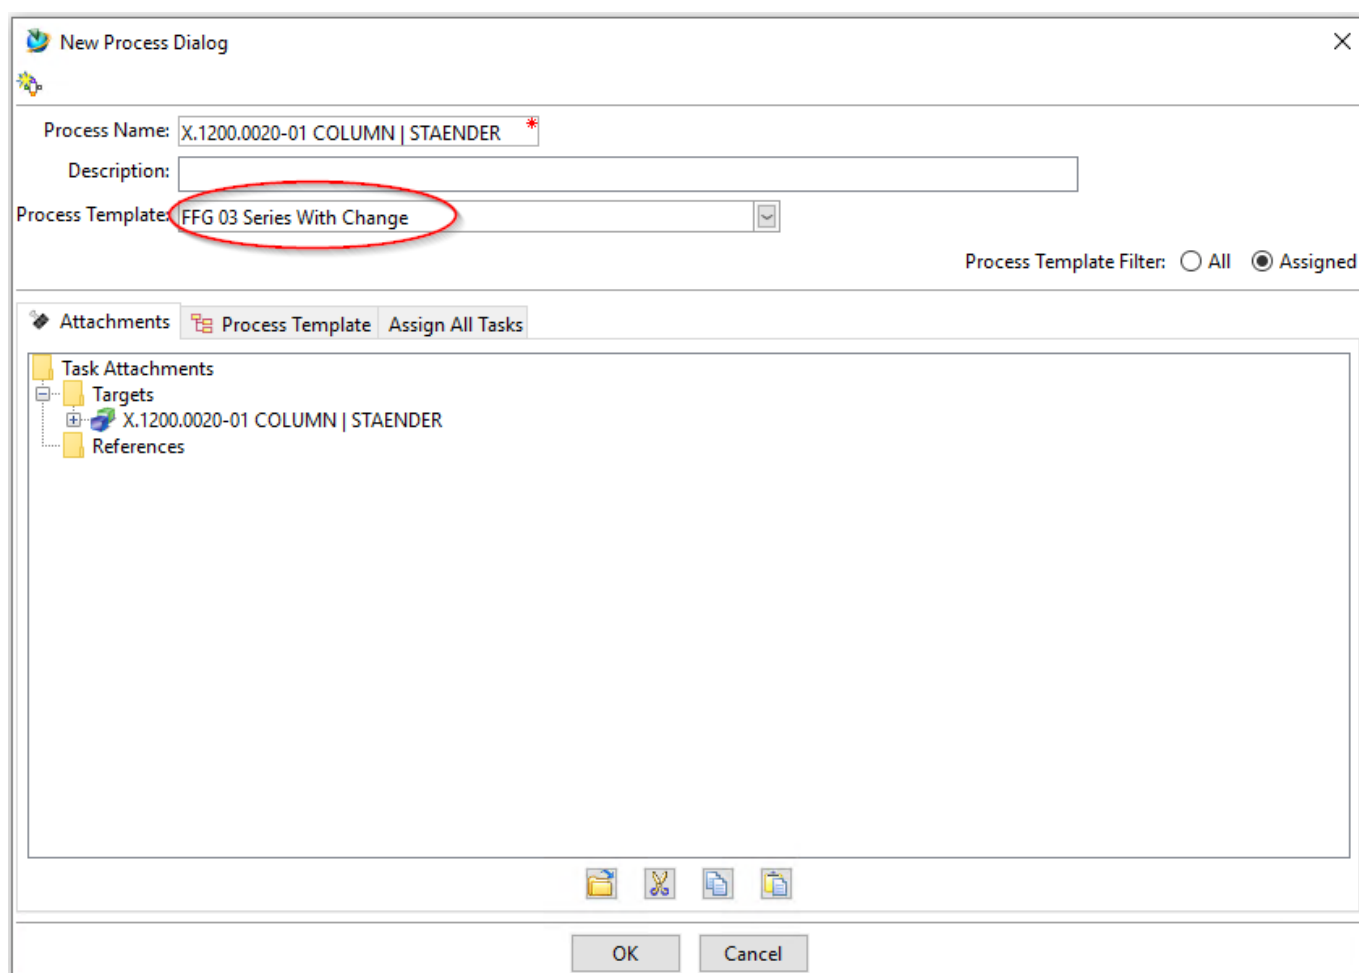 New Process Dialog
Process Name: X.1200.0020-01 COLUMN | STAENDER *
Description:
Process Template: FFG 03 Series With Change
Process Template Filter: All Assigned
Attachments Process Template Assign All Tasks
Task Attachments
Targets
X.1200.0020-01 COLUMN | STAENDER
References
OK Cancel